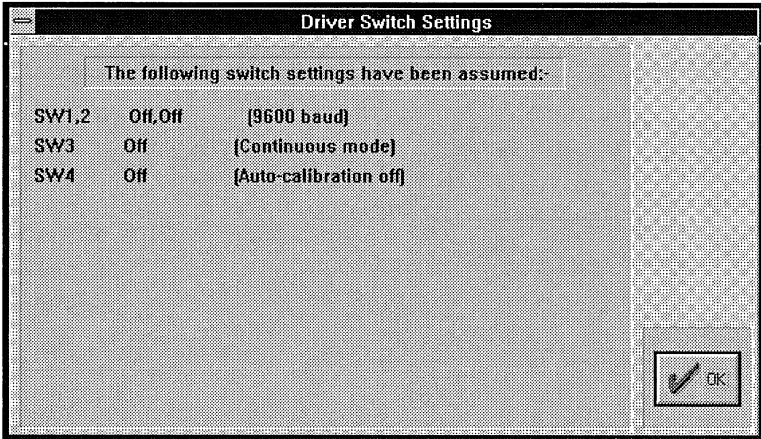 Driver Switch Settings
The following switch settings have been assumed:-
SW1,2 Off,Off (9600 baud)
SW3 Off (Continuous mode)
SW4 Off (Auto-calibration off)
OK